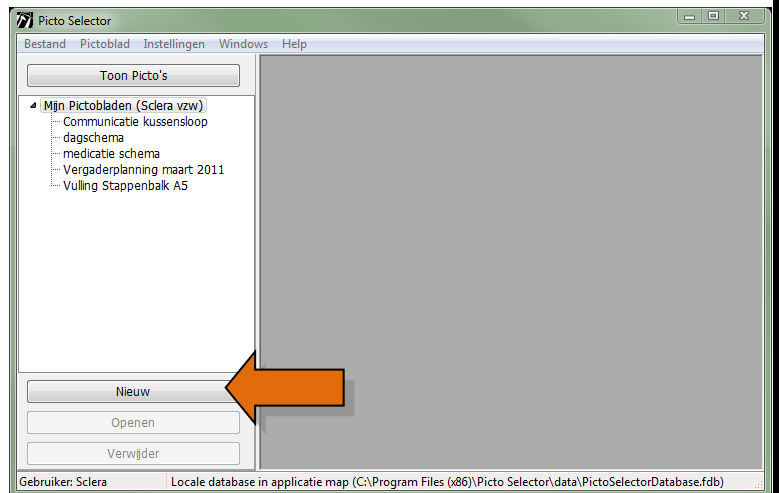 Picto Selector
Bestand Pictoblad Instellingen Windows Help
Toon Picto's
Mijn Pictobladen (Sclera vzw)
Communicatie kussensloop
dagschema
medicatie schema
Vergaderplanning maart 2011
Vulling Stappenbalk A5
Nieuw
Openen
Verwijder
Gebruiker: Sclera Locale database in applicatie map (C:\Program Files (x86)\Picto Selector\data\PictoSelectorDatabase.fdb)